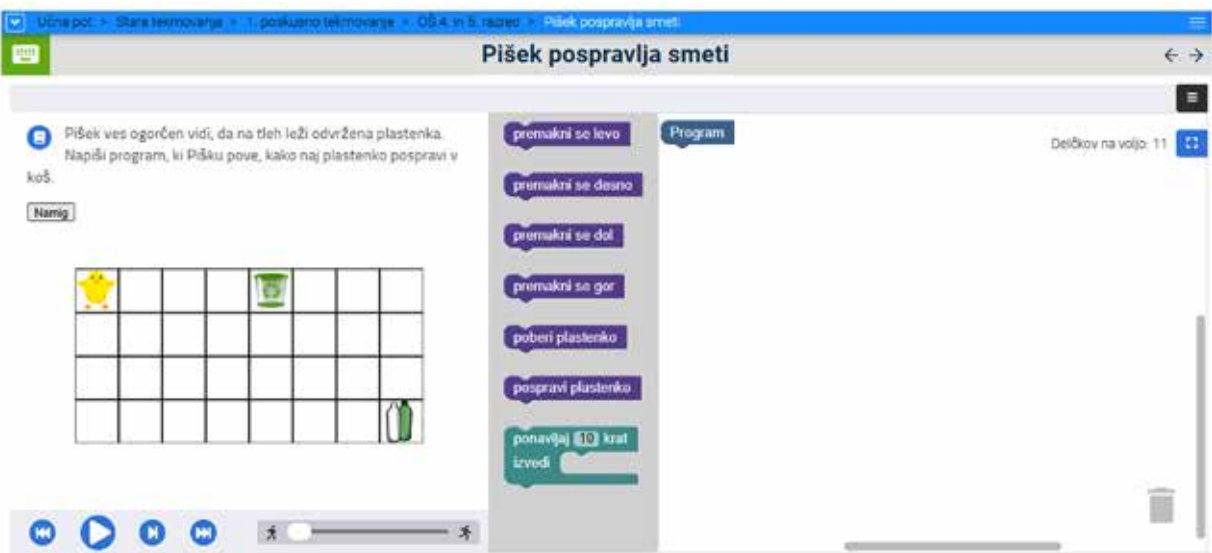 Učna pot > Stara tekmovanja > 1. poskusno tekmovanje > OŠ 4. in 5. razred > Pišek pospravlja smeti
Pišek pospravlja smeti
Pišek ves ogorčen vidi, da na tleh leži odvržena plastenka.
Napiši program, ki Pišku pove, kako naj plastenko pospravi v
koš.
Namig
premakni se levo
premakni se desno
premakni se dol
premakni se gor
poberi plastenko
pospravi plastenko
ponavljaj 10 krat
izvedi
Program
Delčkov na voljo: 11